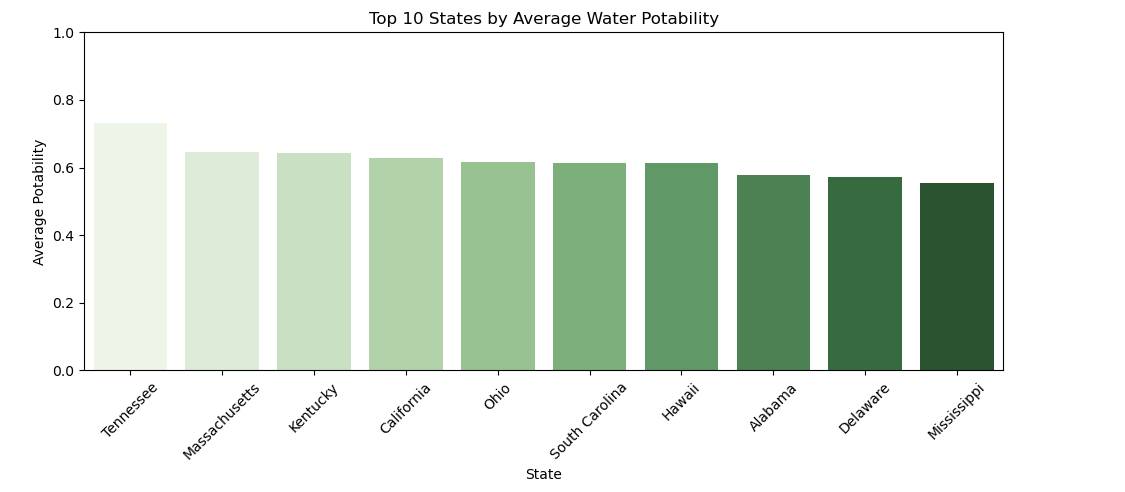 Top 10 States by Average Water Potability
1.0
0.8
0.6
0.4
0.2
0.0
Average Potability
Tennessee
Massachusetts
Kentucky
California
Ohio
South Carolina
Hawaii
Alabama
Delaware
Mississippi
State